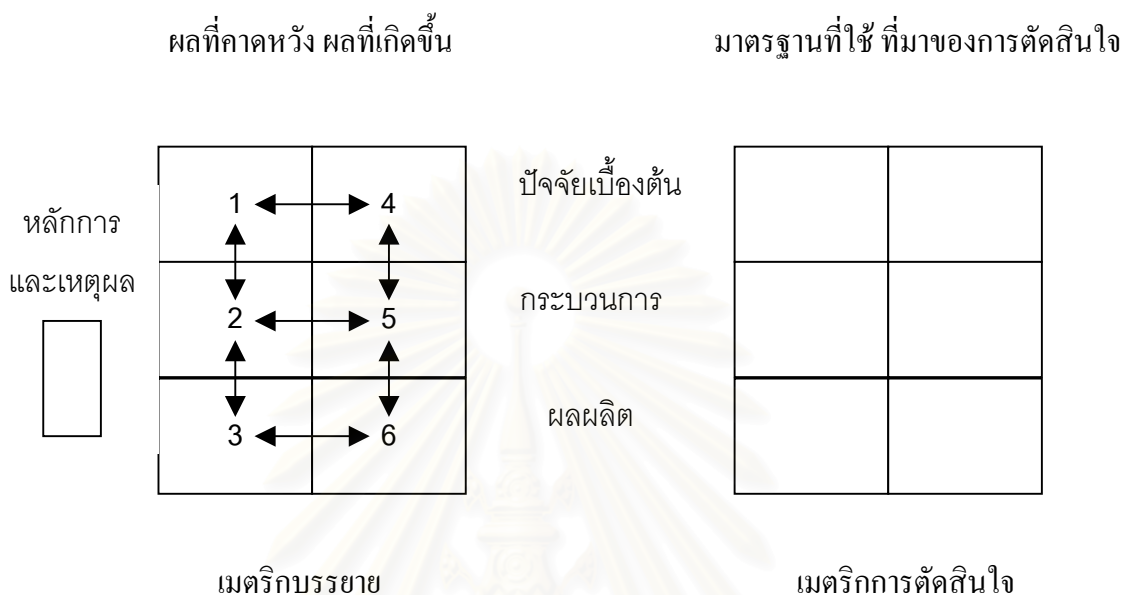 ผลที่คาดหวัง ผลที่เกิดขึ้น
มาตรฐานที่ใช้ ที่มาของการตัดสินใจ
หลักการ
และเหตุผล
1 4
2 5
3 6
ปัจจัยเบื้องต้น
กระบวนการ
ผลผลิต
เมตริกบรรยาย
เมตริกการตัดสินใจ